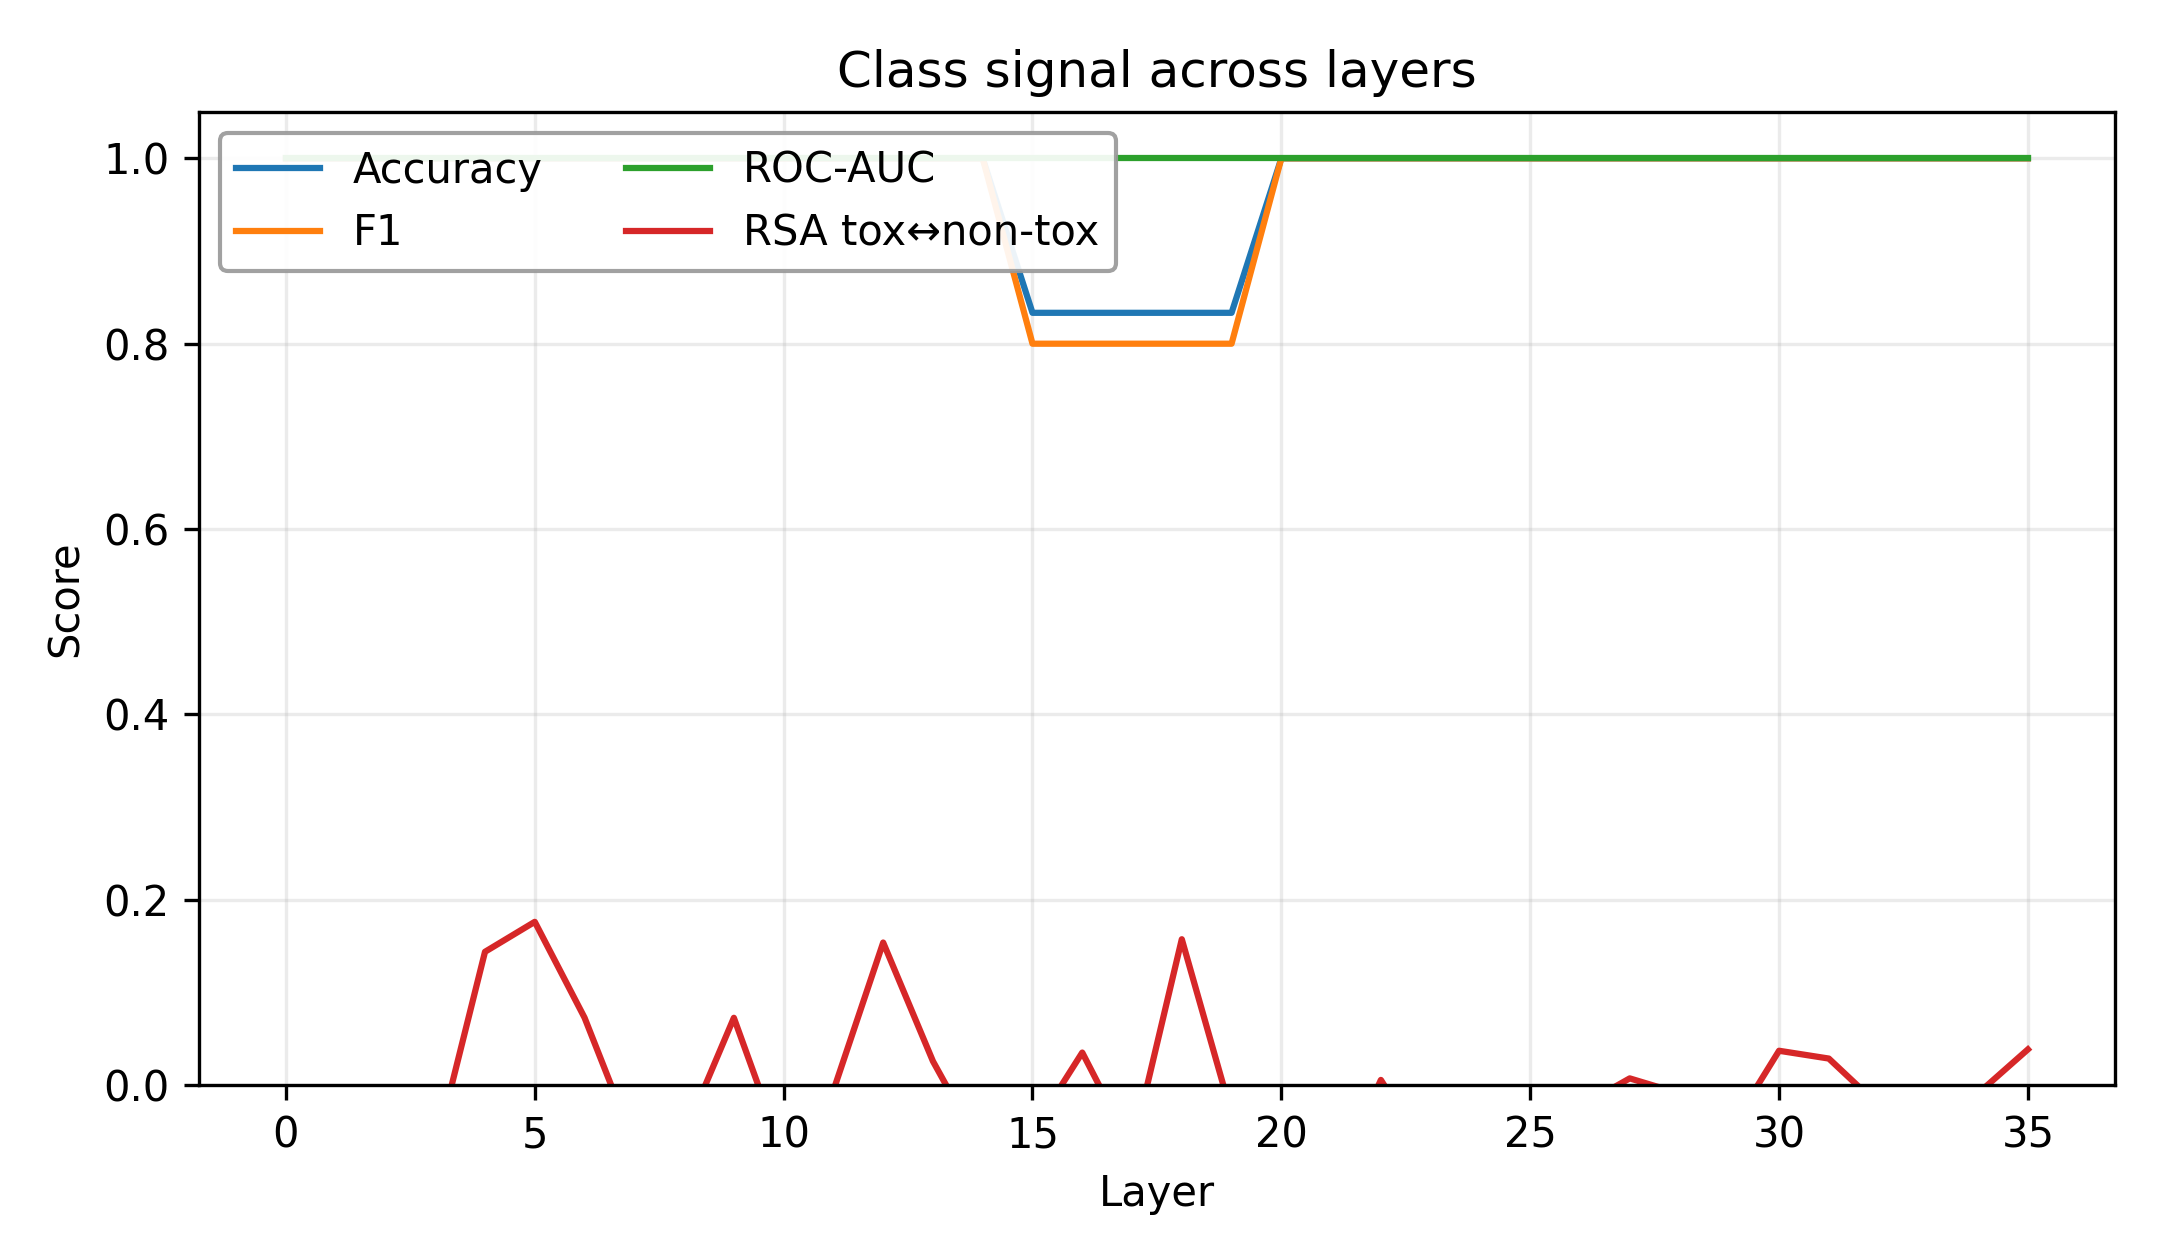 Class signal across layers
Accuracy
F1
ROC-AUC
RSA tox↔non-tox
1.0
0.8
0.6
0.4
0.2
0.0
Score
0 5 10 15 20 25 30 35
Layer